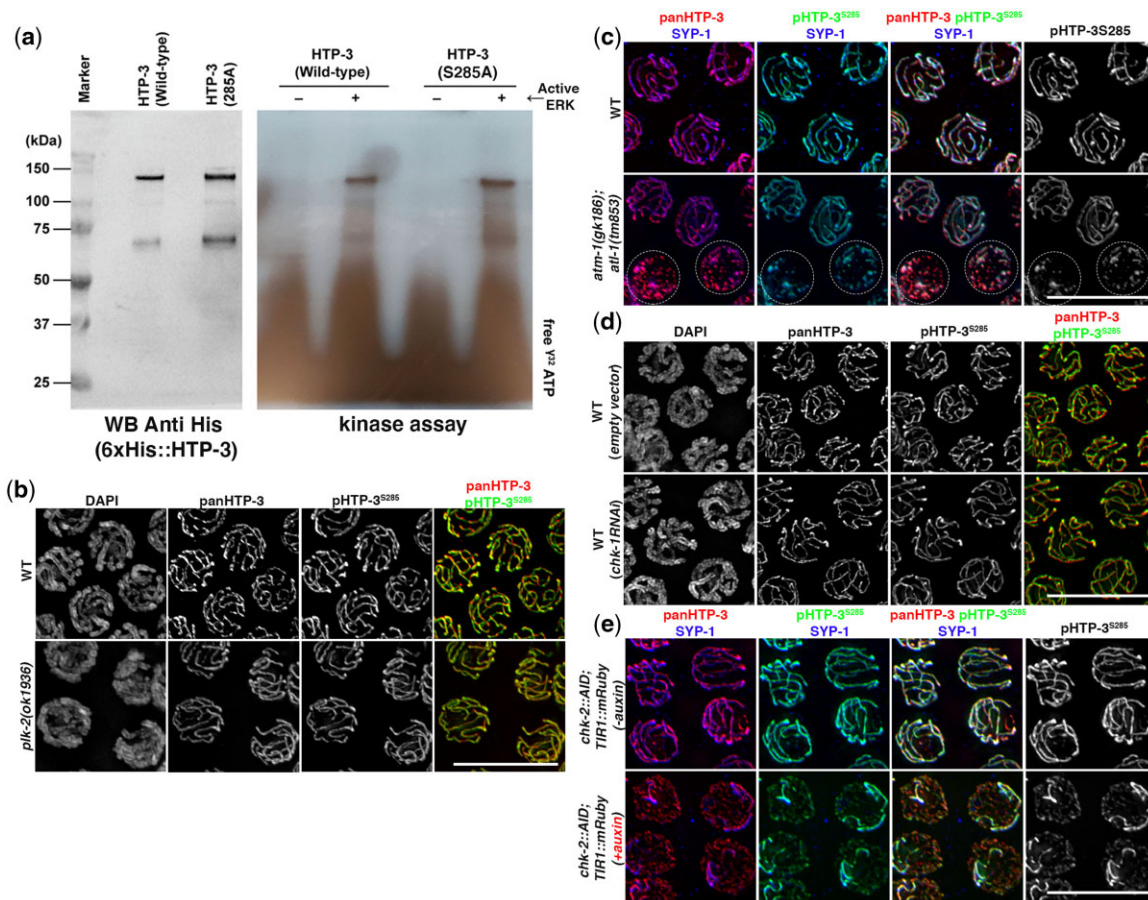 (a)
Marker
HTP-3
(Wild-type)
HTP-3
(285A)
(kDa)
150
100
75
50
37
25
WB Anti His
(6xHis::HTP-3)
HTP-3
(Wild-type)
HTP-3
(S285A)
– + – + ←Active
ERK
free Y32 ATP
kinase assay
(b)
DAPI panHTP-3 pHTP-3S285 panHTP-3
pHTP-3S285
WT
plk-2(ok1936)
(c)
panHTP-3
SYP-1
pHTP-3S285
SYP-1
panHTP-3 pHTP-3S285
SYP-1
pHTP-3S285
WT
atm-1(gk186);
atl-1(tm853)
(d)
DAPI panHTP-3 pHTP-3S285 panHTP-3
pHTP-3S285
WT
(empty vector)
WT
(chk-1RNAi)
(e)
panHTP-3
SYP-1
pHTP-3S285
SYP-1
panHTP-3 pHTP-3S285
SYP-1
pHTP-3S285
chk-2::AID;
TIR1::mRuby
(-auxin)
chk-2::AID;
TIR1::mRuby
(+auxin)